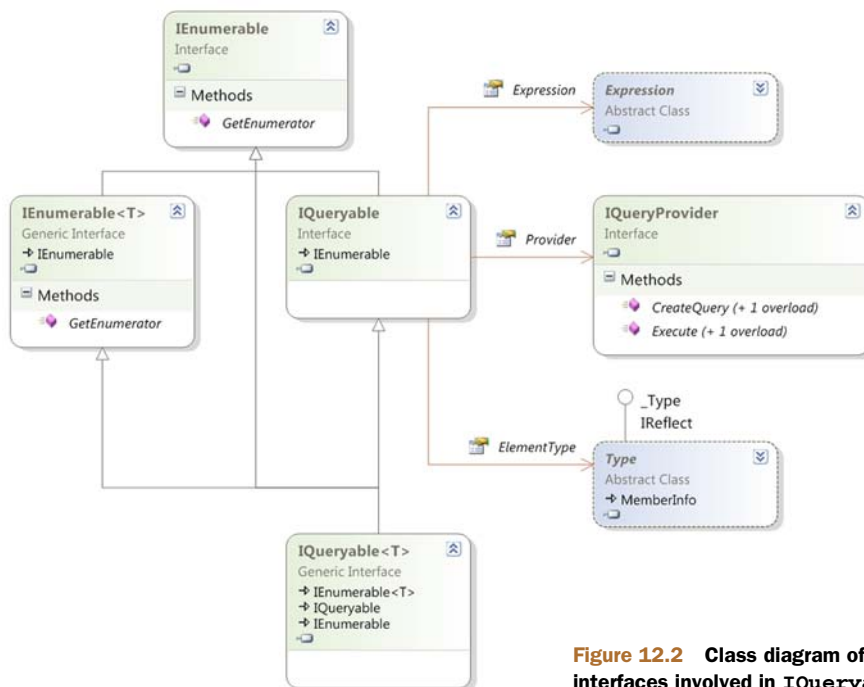 IEnumerable
Interface
Methods
GetEnumerator
Expression
Expression
Abstract Class
IEnumerable<T>
Generic Interface
IEnumerable
Methods
GetEnumerator
IQueryable
Interface
IEnumerable
Provider
IQueryProvider
Interface
Methods
CreateQuery (+ 1 overload)
Execute (+ 1 overload)
_Type
IReflect
ElementType
Type
Abstract Class
MemberInfo
IQueryable<T>
Generic Interface
IEnumerable<T>
IQueryable
IEnumerable
Figure 12.2 Class diagram of
interfaces involved in